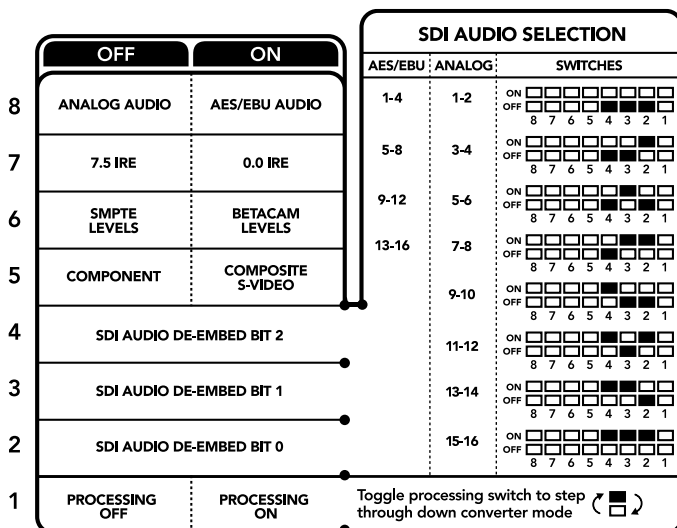 OFF ON
8 ANALOG AUDIO AES/EBU AUDIO
7 7.5 IRE 0.0 IRE
6 SMPTE LEVELS BETACAM LEVELS
5 COMPONENT COMPOSITE S-VIDEO
4 SDI AUDIO DE-EMBED BIT 2
3 SDI AUDIO DE-EMBED BIT 1
2 SDI AUDIO DE-EMBED BIT 0
1 PROCESSING OFF PROCESSING ON
SDI AUDIO SELECTION
AES/EBU ANALOG SWITCHES
1-4 1-2 ON
OFF
8 7 6 5 4 3 2 1
5-8 3-4 ON
OFF
8 7 6 5 4 3 2 1
9-12 5-6 ON
OFF
8 7 6 5 4 3 2 1
13-16 7-8 ON
OFF
8 7 6 5 4 3 2 1
9-10 ON
OFF
8 7 6 5 4 3 2 1
11-12 ON
OFF
8 7 6 5 4 3 2 1
13-14 ON
OFF
8 7 6 5 4 3 2 1
15-16 ON
OFF
8 7 6 5 4 3 2 1
Toggle processing switch to step
through down converter mode